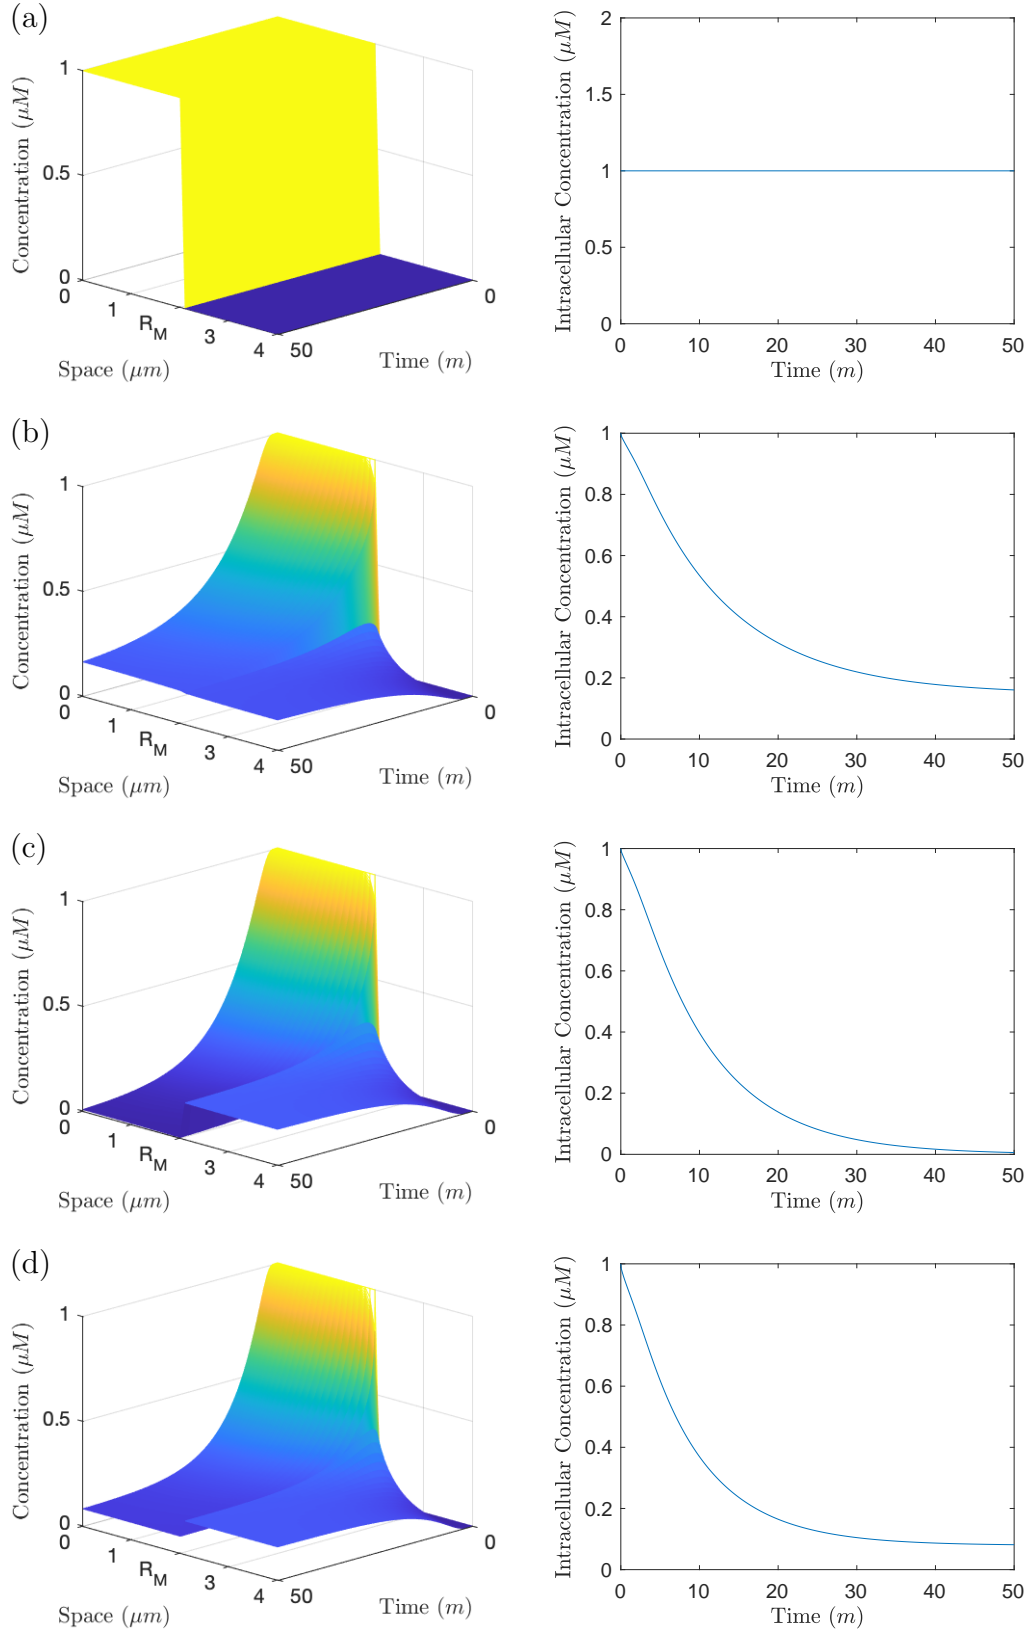 (a)
Concentration (μM)
1
0.5
0
0
1
R_M
3
4
50
0
Space (μm)
Time (m)
Intracellular Concentration (μM)
2
1.5
1
0.5
0
0 10 20 30 40 50
Time (m)
(b)
Concentration (μM)
1
0.5
0
0
1
R_M
3
4
50
0
Space (μm)
Time (m)
Intracellular Concentration (μM)
1
0.8
0.6
0.4
0.2
0
0 10 20 30 40 50
Time (m)
(c)
Concentration (μM)
1
0.5
0
0
1
R_M
3
4
50
0
Space (μm)
Time (m)
Intracellular Concentration (μM)
1
0.8
0.6
0.4
0.2
0
0 10 20 30 40 50
Time (m)
(d)
Concentration (μM)
1
0.5
0
0
1
R_M
3
4
50
0
Space (μm)
Time (m)
Intracellular Concentration (μM)
1
0.8
0.6
0.4
0.2
0
0 10 20 30 40 50
Time (m)